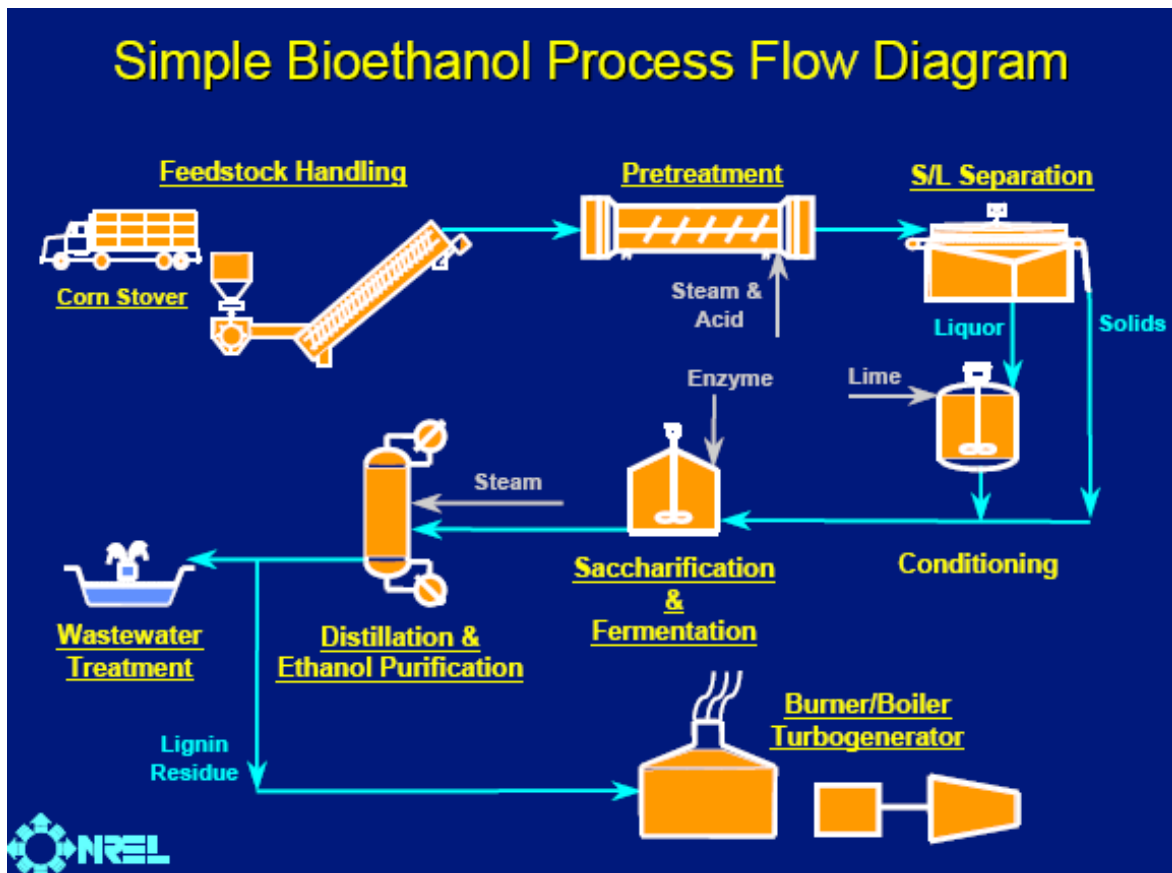 Simple Bioethanol Process Flow Diagram
Feedstock Handling
Pretreatment
S/L Separation
Corn Stover
Steam &
Acid
Liquor
Solids
Enzyme
Lime
Steam
Conditioning
Saccharification
&
Fermentation
Wastewater
Treatment
Distillation &
Ethanol Purification
Burner/Boiler
Turbogenerator
Lignin
Residue
NREL